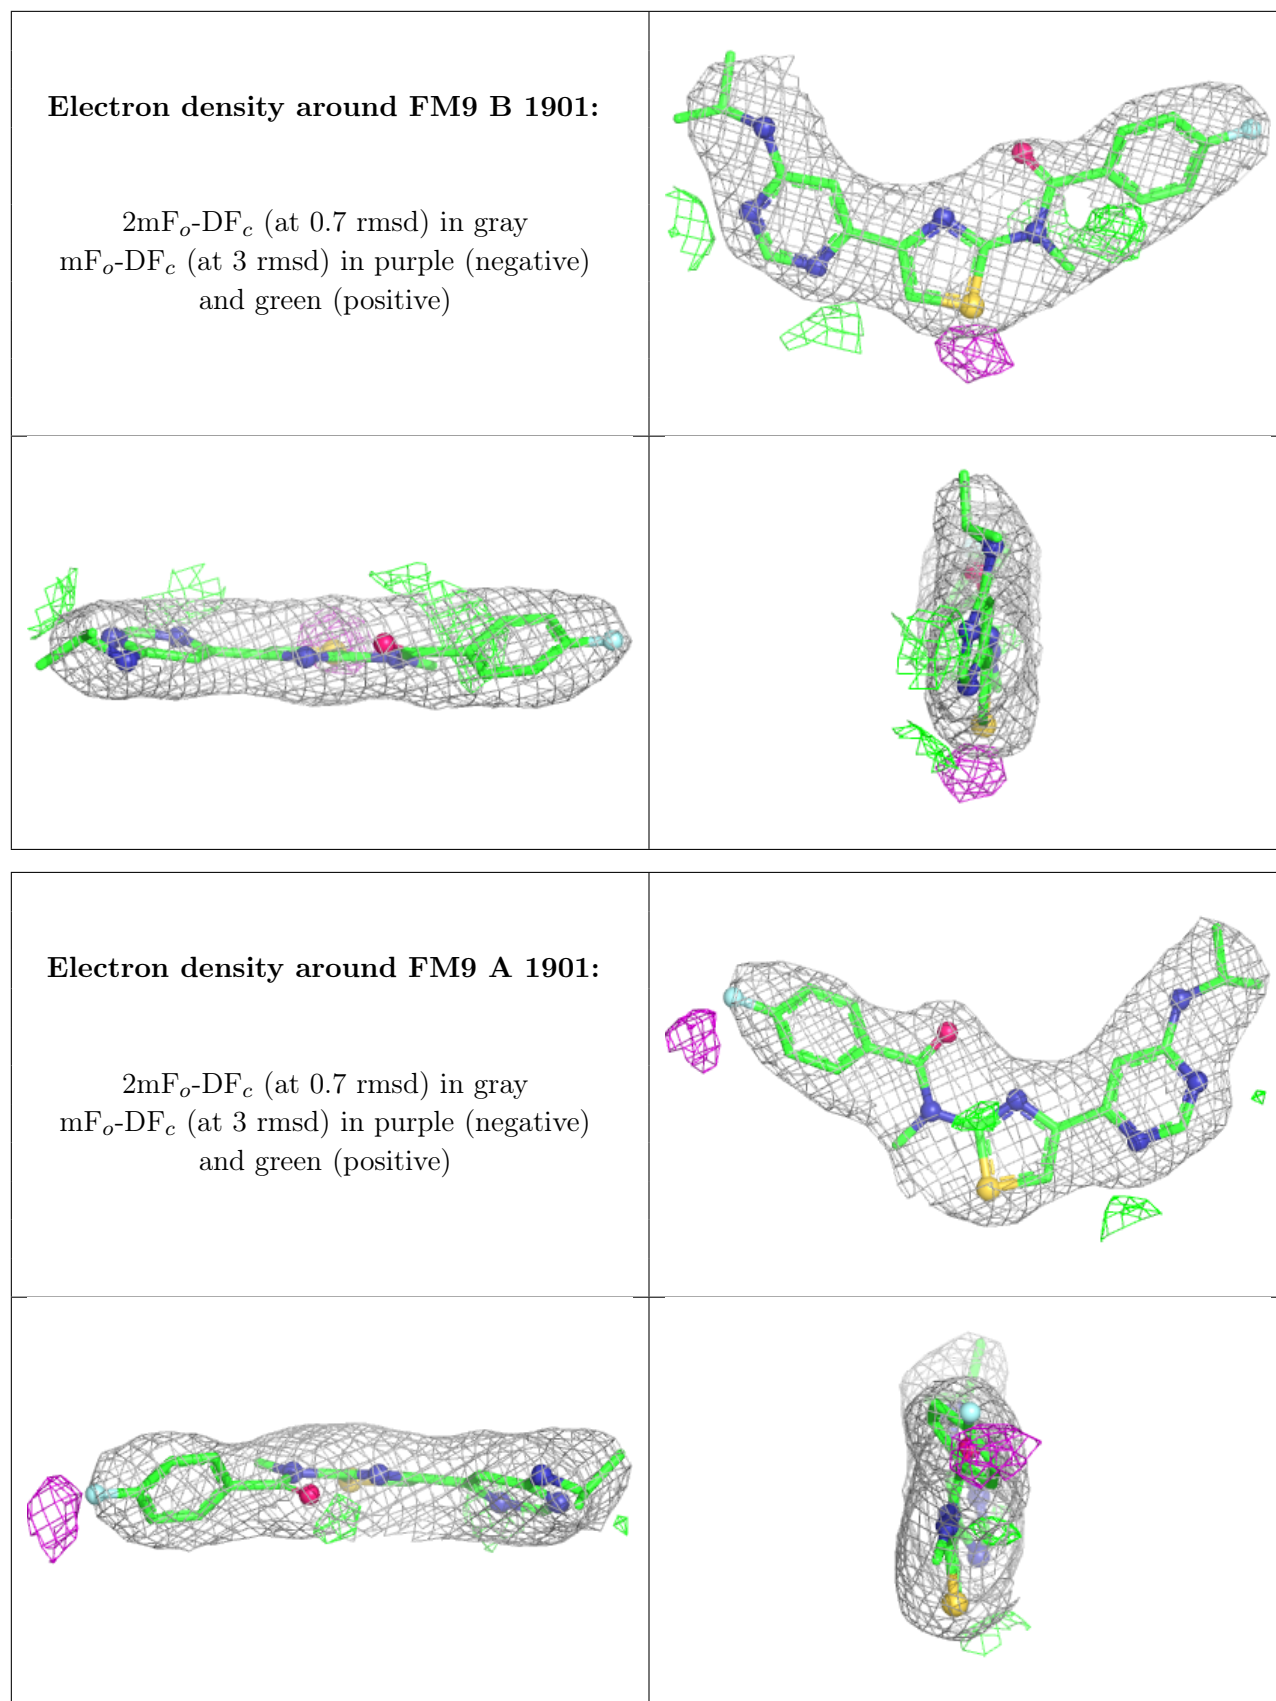 Electron density around FM9 B 1901:
2mFo-DFc (at 0.7 rmsd) in gray
mFo-DFc (at 3 rmsd) in purple (negative)
and green (positive)
Electron density around FM9 A 1901:
2mFo-DFc (at 0.7 rmsd) in gray
mFo-DFc (at 3 rmsd) in purple (negative)
and green (positive)